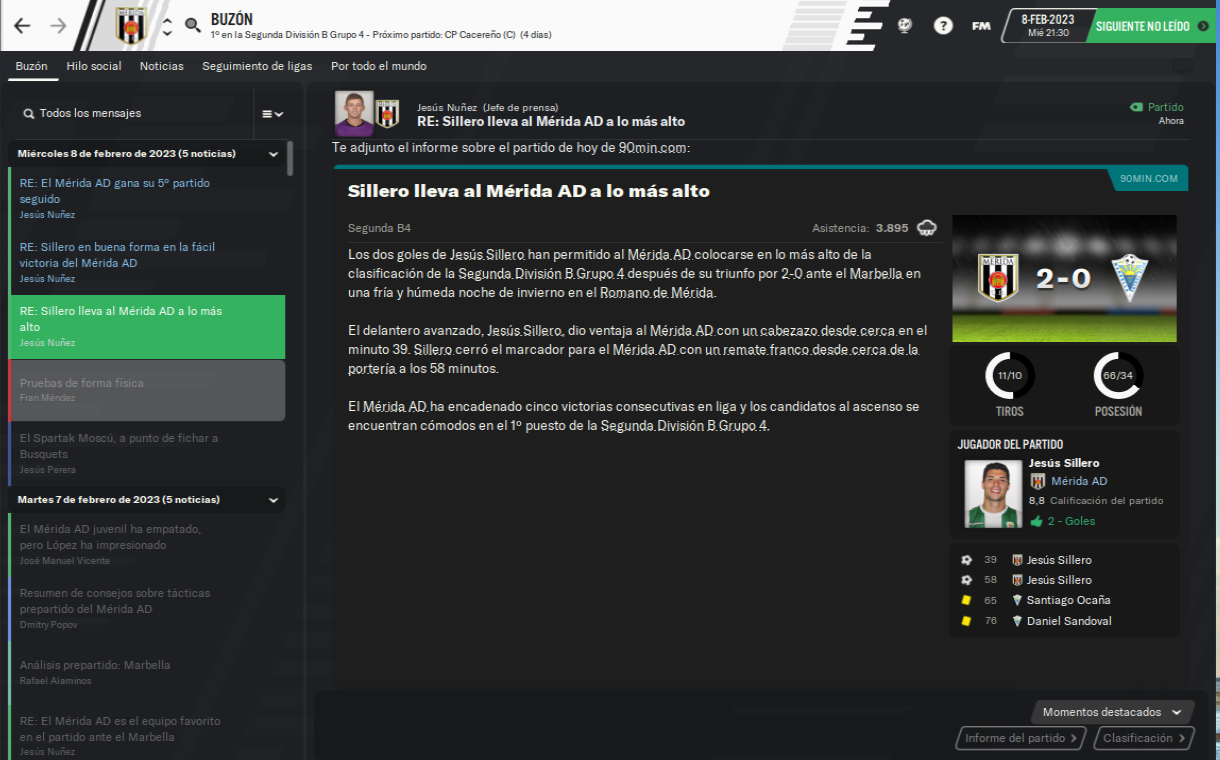 BUZÓN
1º en la Segunda División B Grupo 4 - Próximo partido: CP Cacereño (C) (4 días)
FM
8-FEB-2023
Mié 21:30
SIGUIENTE NO LEÍDO
Buzón Hilo social Noticias Seguimiento de ligas Por todo el mundo
Todos los mensajes
Miércoles 8 de febrero de 2023 (5 noticias)
RE: El Mérida AD gana su 5º partido
seguido
Jesús Nuñez
RE: Sillero en buena forma en la fácil
victoria del Mérida AD
Jesús Nuñez
RE: Sillero lleva al Mérida AD a lo más
alto
Jesús Nuñez
Pruebas de forma física
Fran Méndez
El Spartak Moscú, a punto de fichar a
Busquets
Jesús Perera
Martes 7 de febrero de 2023 (5 noticias)
El Mérida AD juvenil ha empatado,
pero López ha impresionado
José Manuel Vicente
Resumen de consejos sobre tácticas
prepartido del Mérida AD
Dmitry Popov
Análisis prepartido: Marbella
Rafael Alaminos
RE: El Mérida AD es el equipo favorito
en el partido ante el Marbella
Jesús Nuñez
Jesús Nuñez (Jefe de prensa)
RE: Sillero lleva al Mérida AD a lo más alto
Partido
Ahora
Te adjunto el informe sobre el partido de hoy de 90min.com:
Sillero lleva al Mérida AD a lo más alto
90MIN.COM
Segunda B4
Asistencia: 3.895
Los dos goles de Jesús Sillero han permitido al Mérida AD colocarse en lo más alto de la
clasificación de la Segunda División B Grupo 4 después de su triunfo por 2-0 ante el Marbella en
una fría y húmeda noche de invierno en el Romano de Mérida.
El delantero avanzado, Jesús Sillero, dio ventaja al Mérida AD con un cabezazo desde cerca en el
minuto 39. Sillero cerró el marcador para el Mérida AD con un remate franco desde cerca de la
portería a los 58 minutos.
El Mérida AD ha encadenado cinco victorias consecutivas en liga y los candidatos al ascenso se
encuentran cómodos en el 1º puesto de la Segunda División B Grupo 4.
MÉRIDA
2-0
11/10
66/34
TIROS
POSESIÓN
JUGADOR DEL PARTIDO
Jesús Sillero
Mérida AD
8,8 Calificación del partido
2 - Goles
39 Jesús Sillero
58 Jesús Sillero
65 Santiago Ocaña
76 Daniel Sandoval
Momentos destacados
Informe del partido
Clasificación